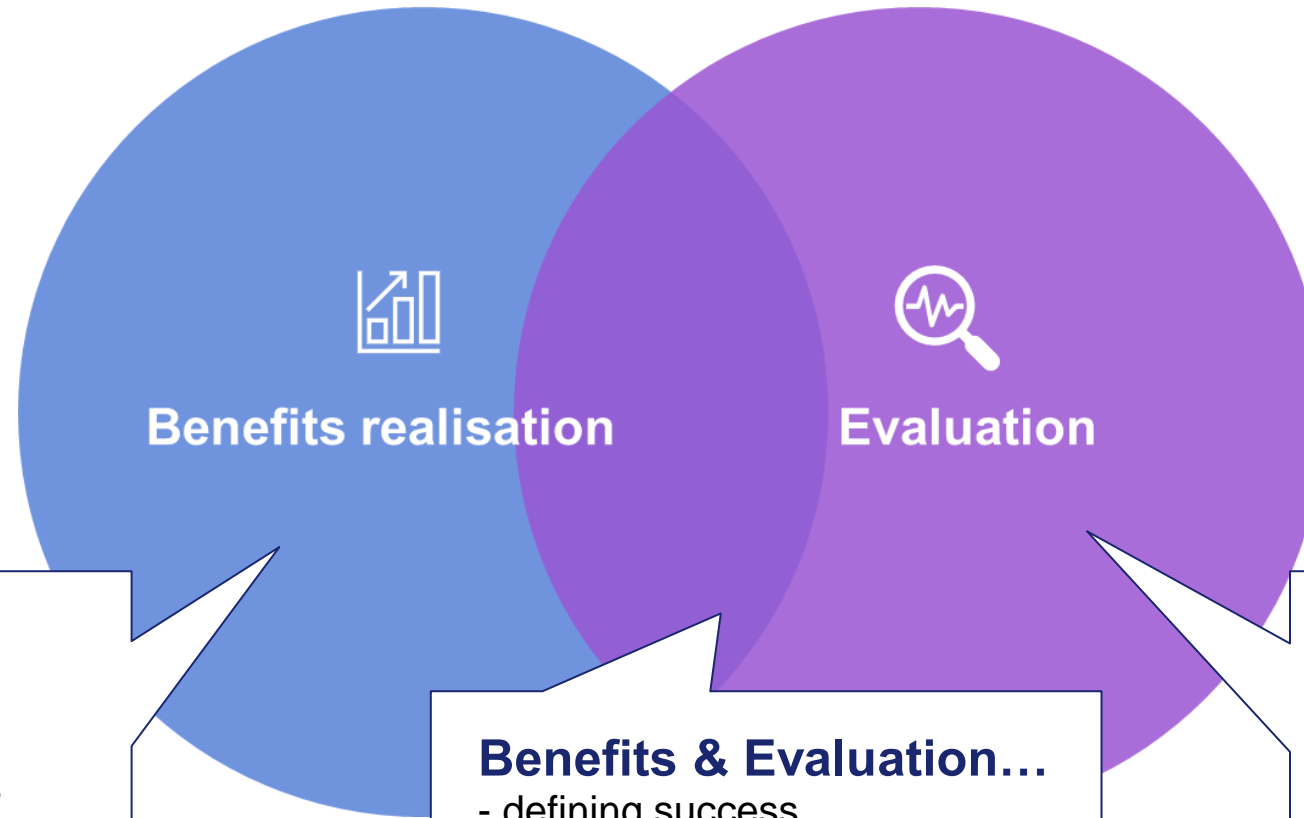 Benefits realisation
Evaluation
Benefits & Evaluation…
- defining success